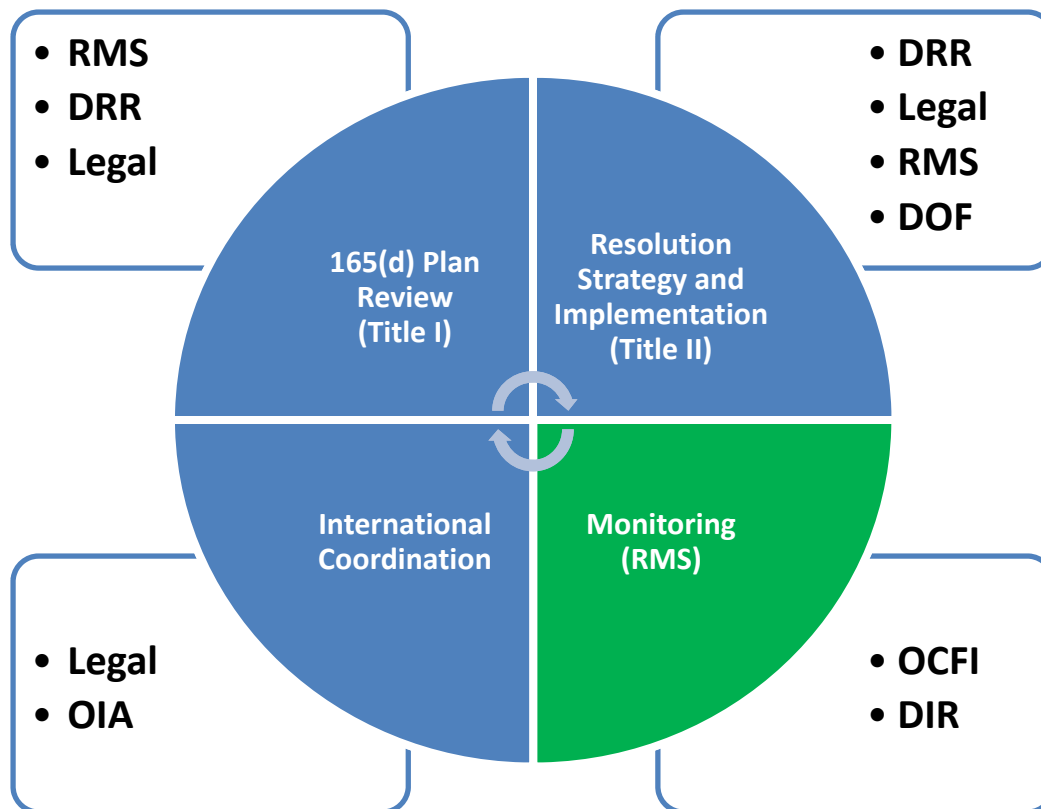 • RMS
• DRR
• Legal
• DRR
• Legal
• RMS
• DOF
165(d) Plan
Review
(Title I)
Resolution
Strategy and
Implementation
(Title II)
International
Coordination
Monitoring
(RMS)
• Legal
• OIA
• OCFI
• DIR